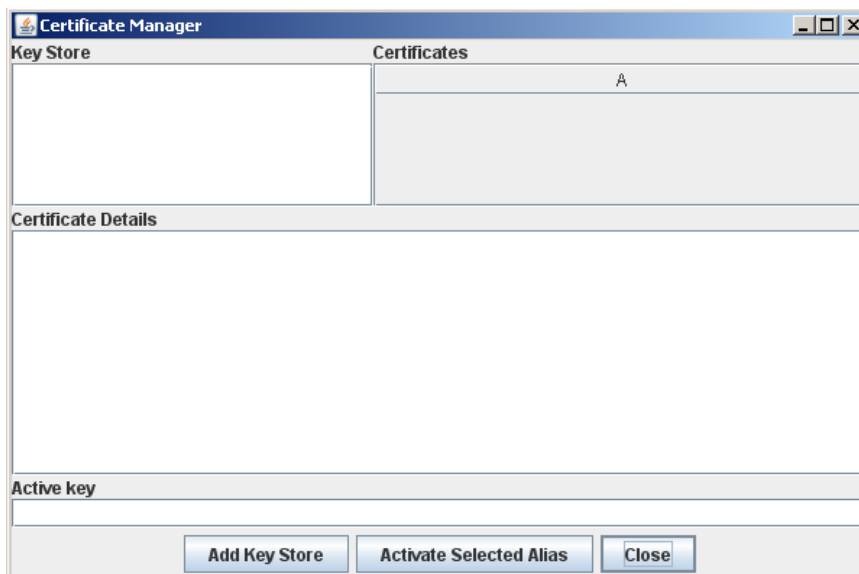 Certificate Manager
Key Store Certificates
A
Certificate Details
Active key
Add Key Store Activate Selected Alias Close